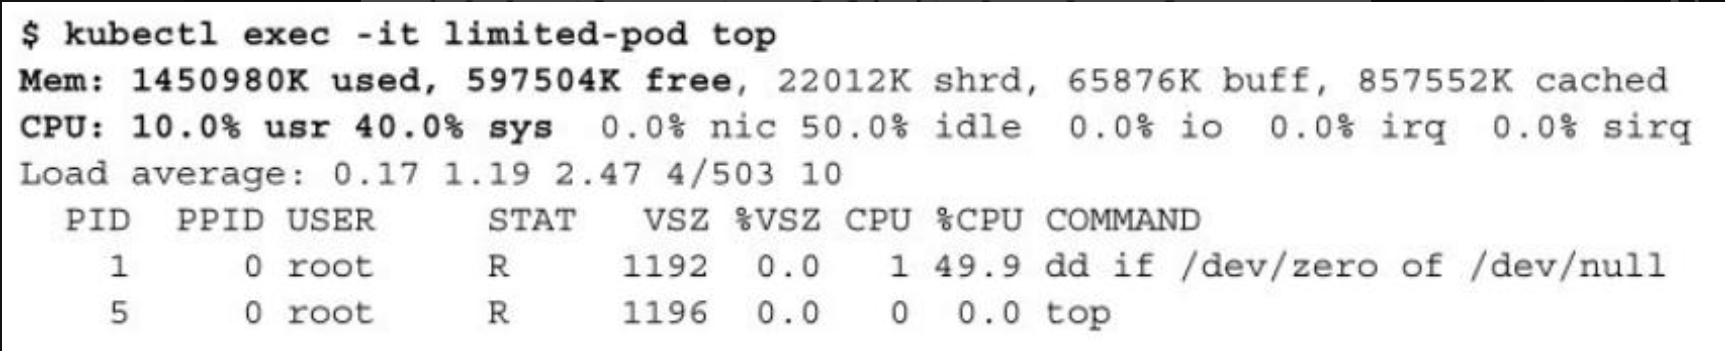 $ kubectl exec -it limited-pod top
Mem: 1450980K used, 597504K free, 22012K shrd, 65876K buff, 857552K cached
CPU: 10.0% usr 40.0% sys 0.0% nic 50.0% idle 0.0% io 0.0% irq 0.0% sirq
Load average: 0.17 1.19 2.47 4/503 10
PID PPID USER STAT VSZ %VSZ CPU %CPU COMMAND
1 0 root R 1192 0.0 1 49.9 dd if /dev/zero of /dev/null
5 0 root R 1196 0.0 0 0.0 top